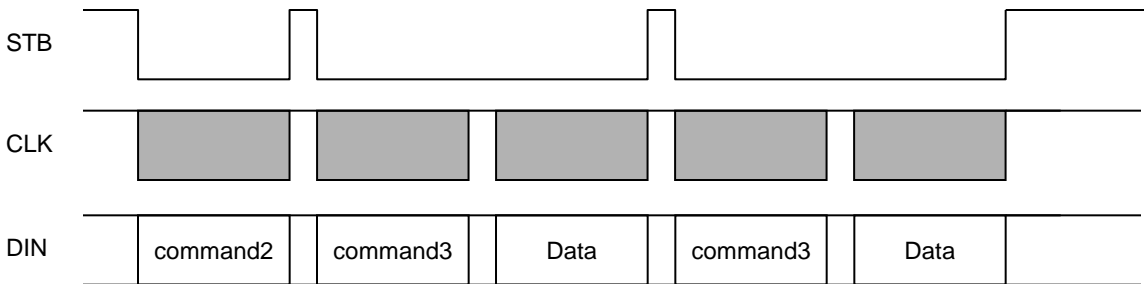 STB
CLK
DIN
command2
command3
Data
command3
Data